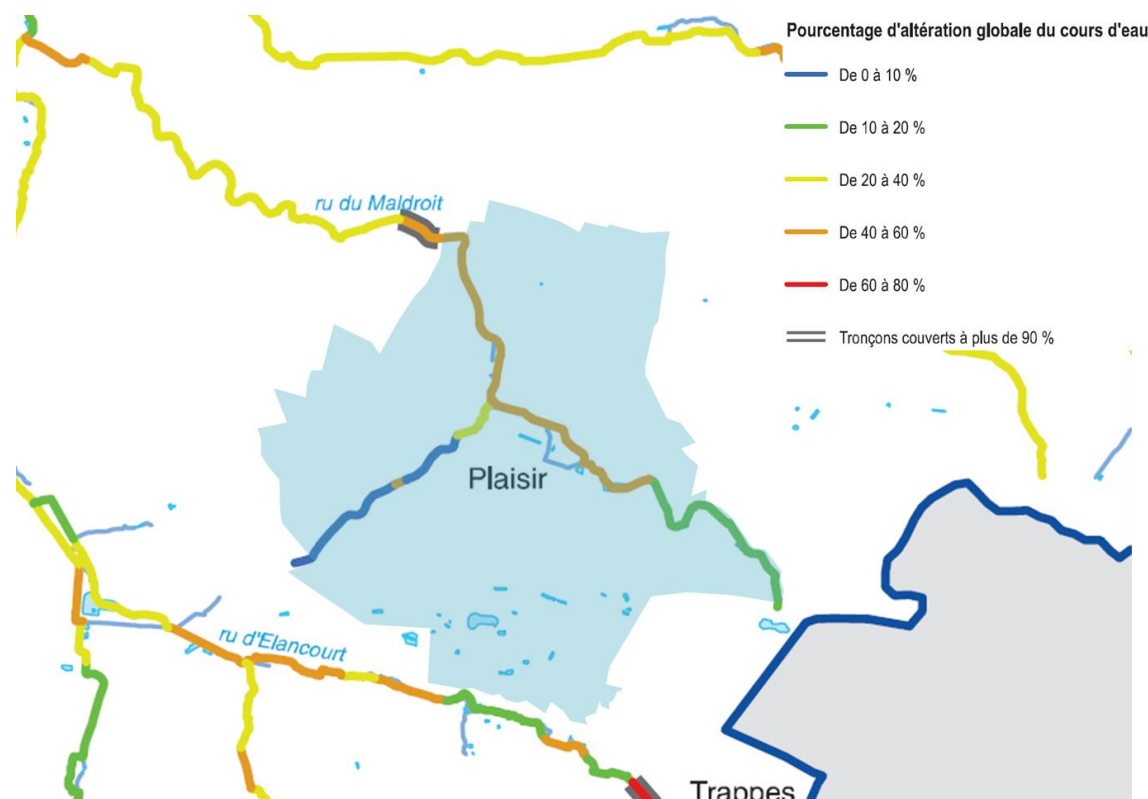 Pourcentage d'altération globale du cours d'eau
De 0 à 10 %
De 10 à 20 %
De 20 à 40 %
De 40 à 60 %
De 60 à 80 %
Tronçons couverts à plus de 90 %
ru du Maldroit
Plaisir
ru d'Elancourt
Trappes